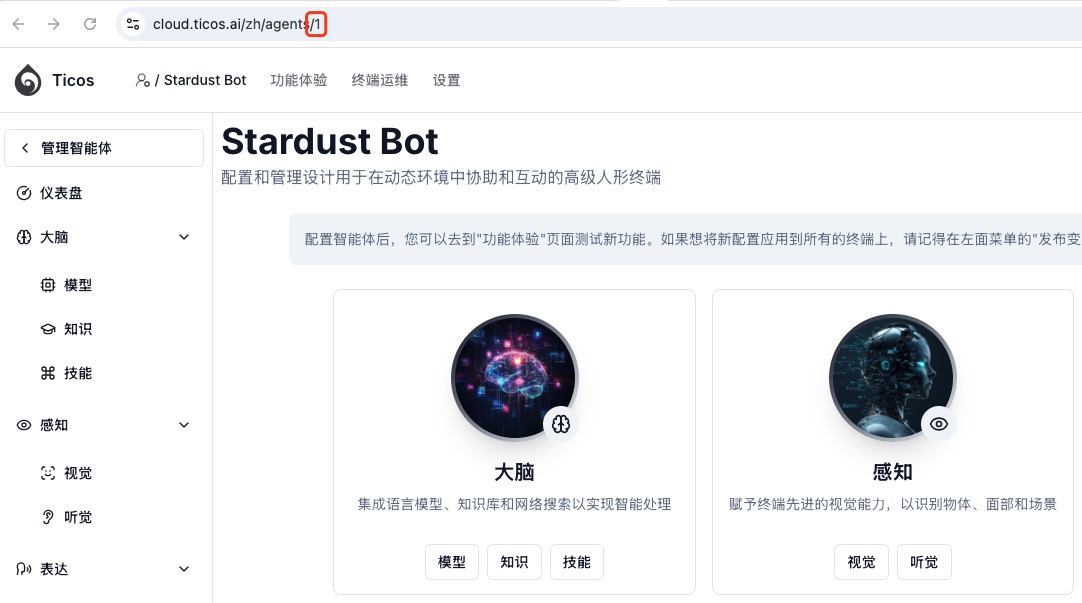 cloud.ticos.ai/zh/agents/1
Ticos
/ Stardust Bot
功能体验
终端运维
设置
管理智能体
仪表盘
大脑
模型
知识
技能
感知
视觉
听觉
表达
Stardust Bot
配置和管理设计用于在动态环境中协助和互动的高级人形终端
配置智能体后，您可以去到"功能体验"页面测试新功能。如果想将新配置应用到所有的终端上，请记得在左面菜单的"发布变
大脑
集成语言模型、知识库和网络搜索以实现智能处理
模型
知识
技能
感知
赋予终端先进的视觉能力，以识别物体、面部和场景
视觉
听觉